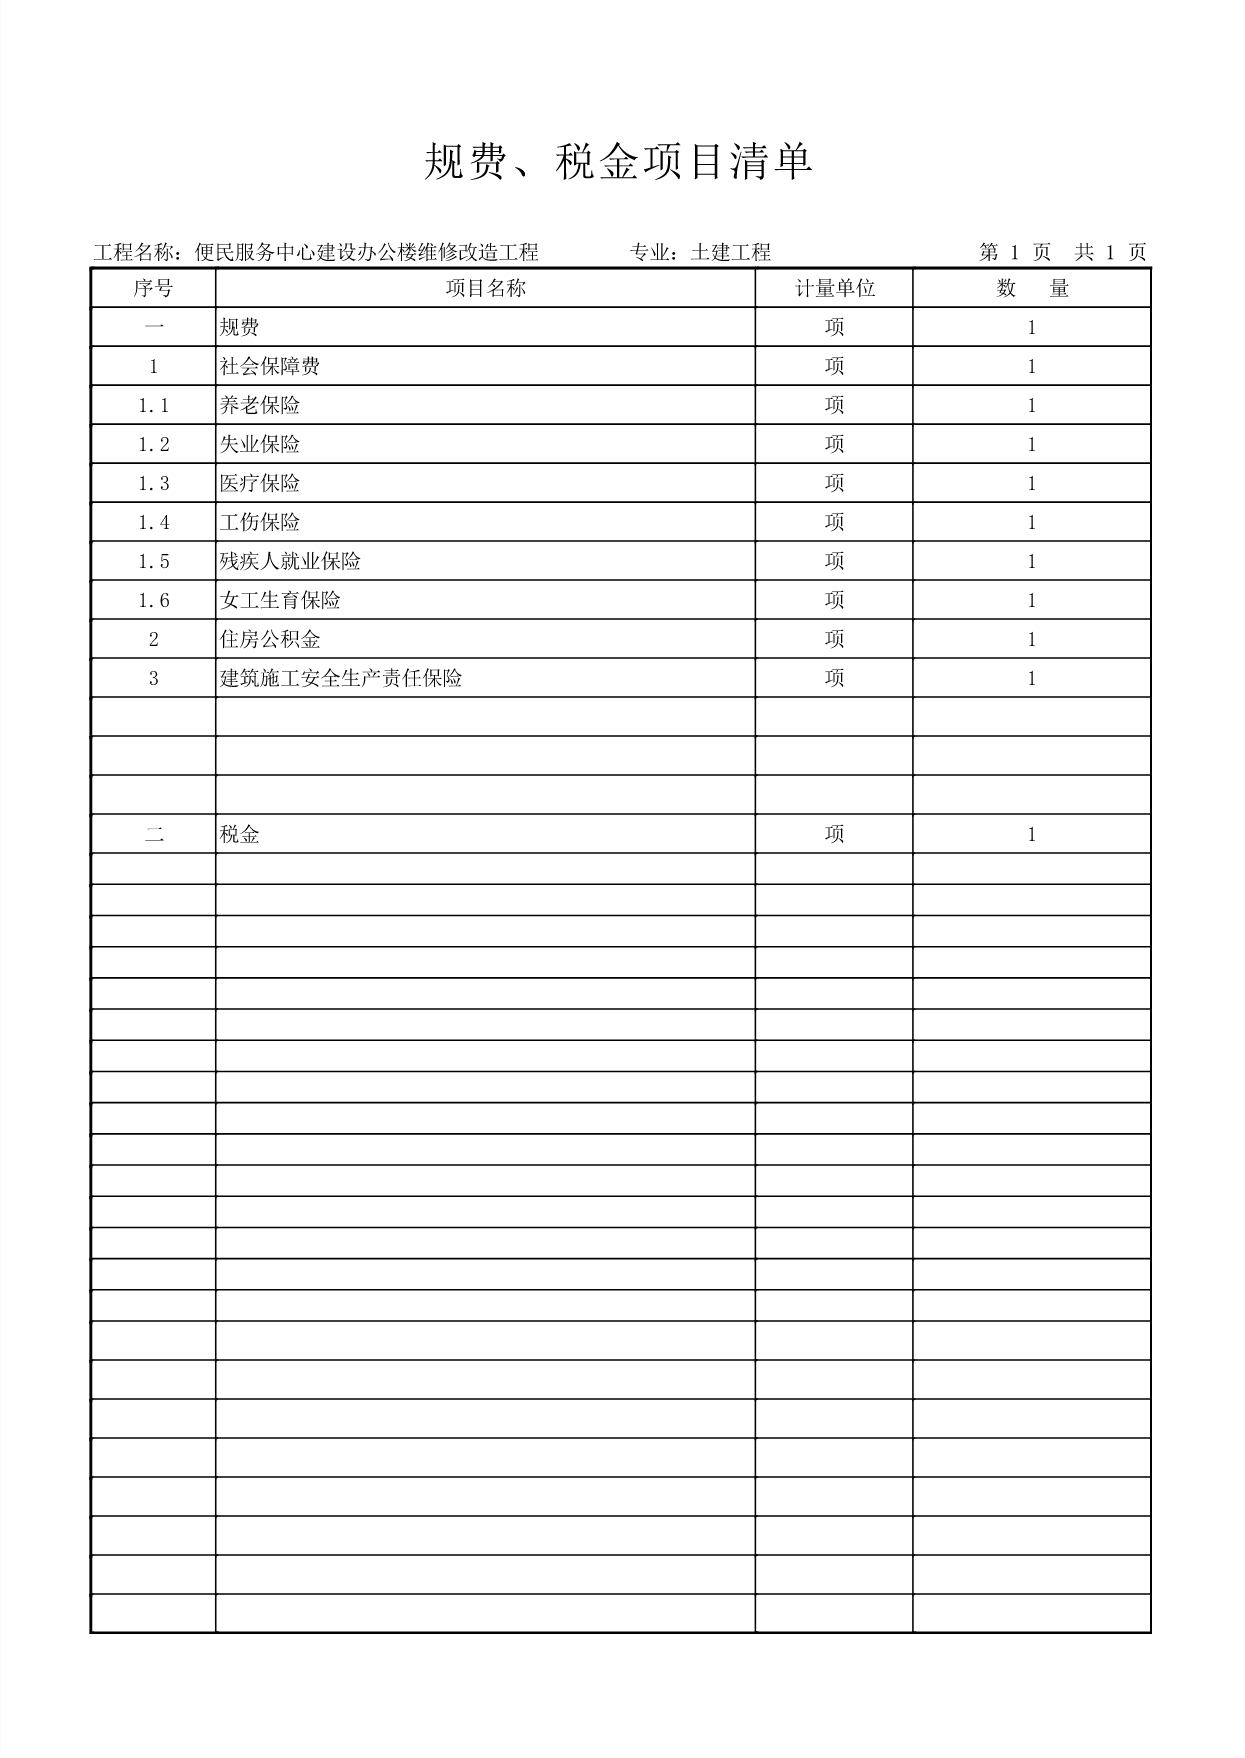 规费、税金项目清单
工程名称：便民服务中心建设办公楼维修改造工程 专业：土建工程 第 1 页 共 1 页
序号 项目名称 计量单位 数 量
一 规费 项 1
1 社会保障费 项 1
1.1 养老保险 项 1
1.2 失业保险 项 1
1.3 医疗保险 项 1
1.4 工伤保险 项 1
1.5 残疾人就业保险 项 1
1.6 女工生育保险 项 1
2 住房公积金 项 1
3 建筑施工安全生产责任保险 项 1
二 税金 项 1